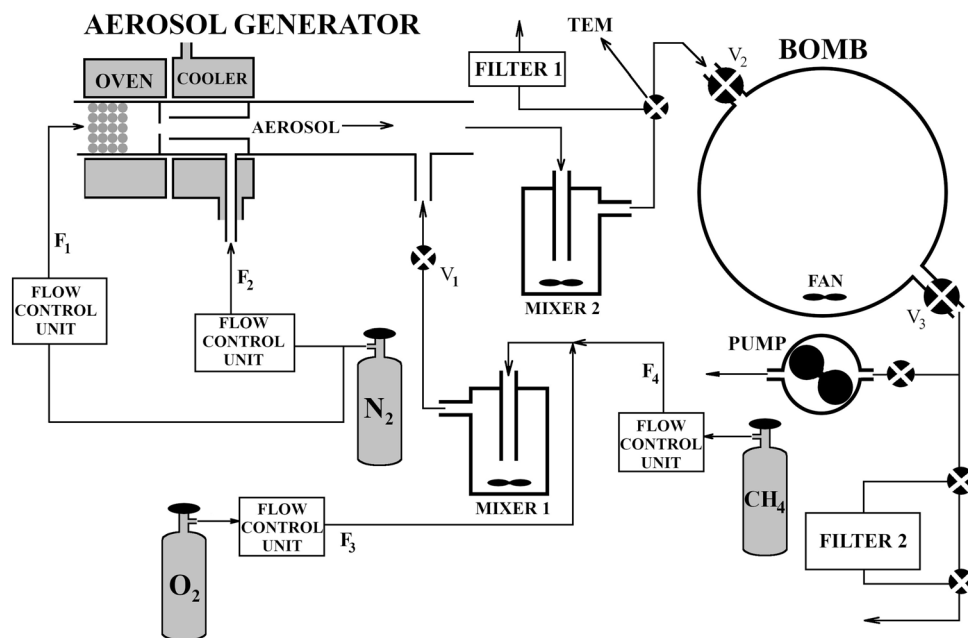 AEROSOL GENERATOR
TEM
BOMB
FILTER 1
V2
OVEN
COOLER
AEROSOL
F1
F2
V1
MIXER 2
FAN
V3
FLOW
CONTROL
UNIT
FLOW
CONTROL
UNIT
PUMP
N2
F4
FLOW
CONTROL
UNIT
CH4
MIXER 1
FLOW
CONTROL
UNIT
F3
O2
FILTER 2